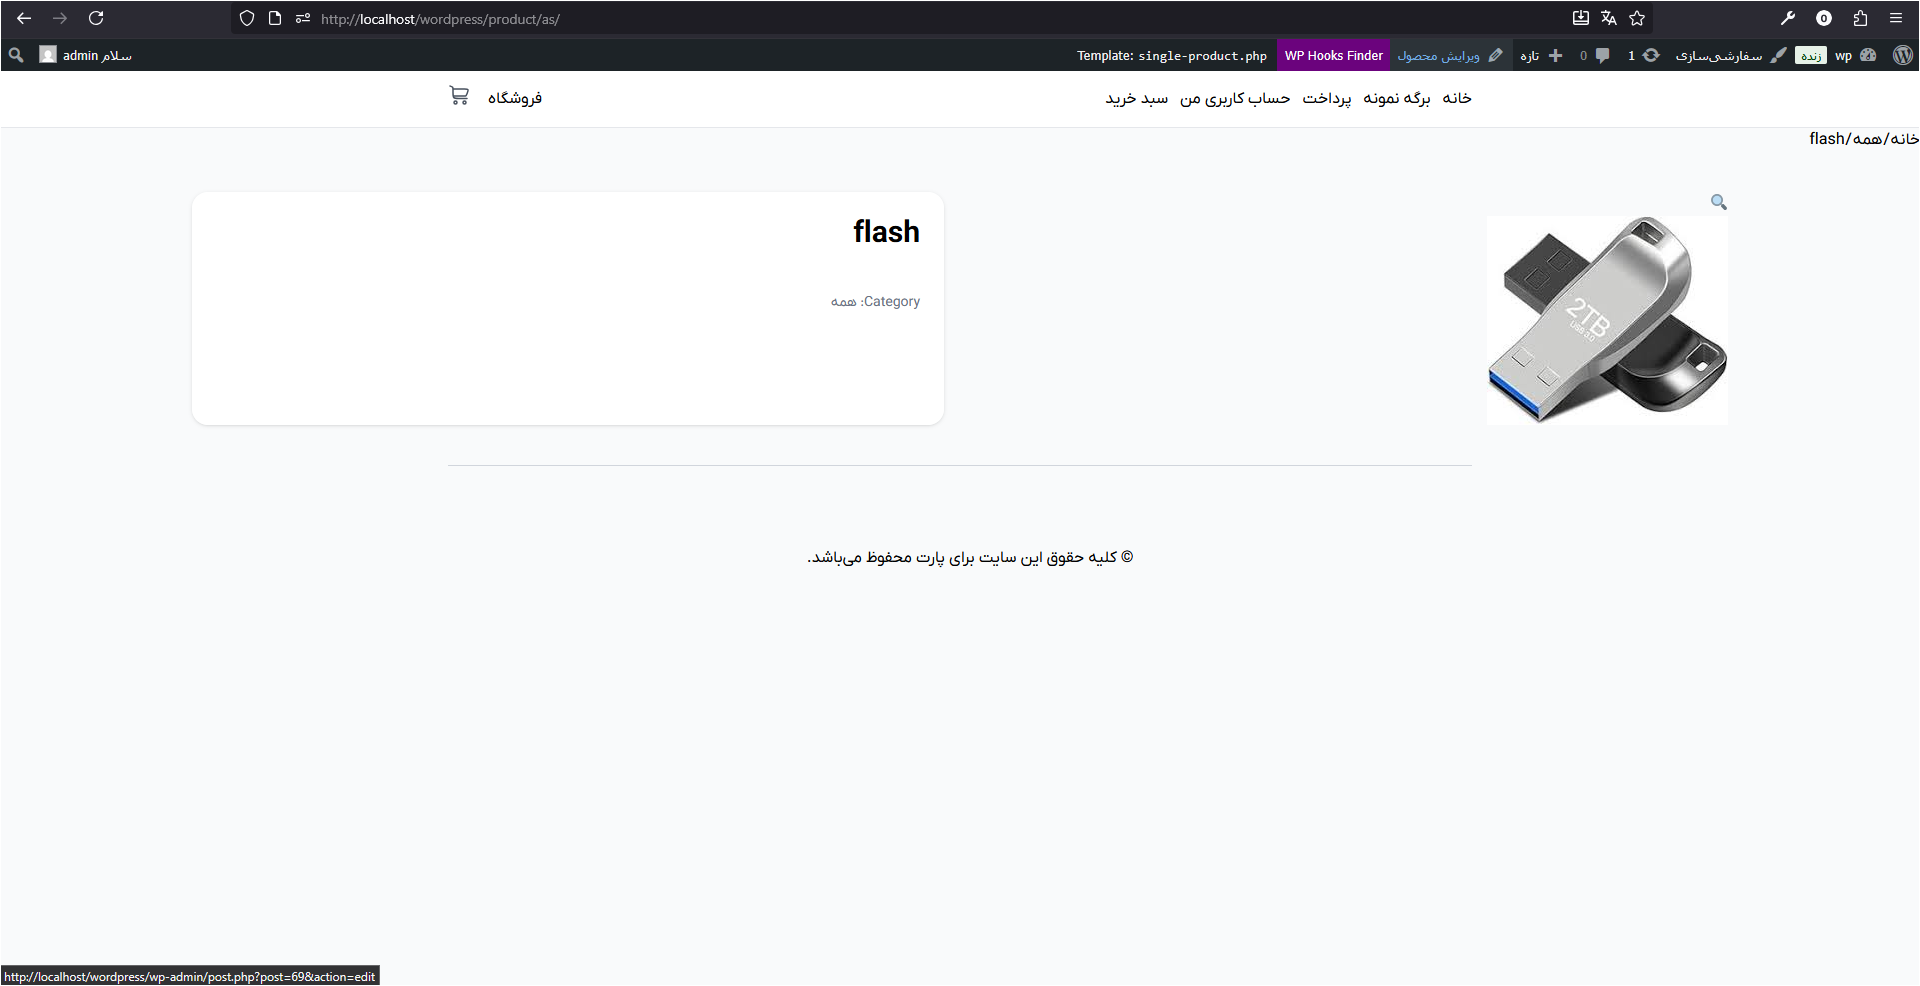 http://localhost/wordpress/product/as/
0
wp زنده سفارشی‌سازی 1 0 تازه ویرایش محصول WP Hooks Finder Template: single-product.php
سلام admin
خانه برگه نمونه پرداخت حساب کاربری من سبد خرید
فروشگاه
خانه/همه/flash
2TB
USB 3.0
flash
Category: همه
© کلیه حقوق این سایت برای پارت محفوظ می‌باشد.
http://localhost/wordpress/wp-admin/post.php?post=69&action=edit